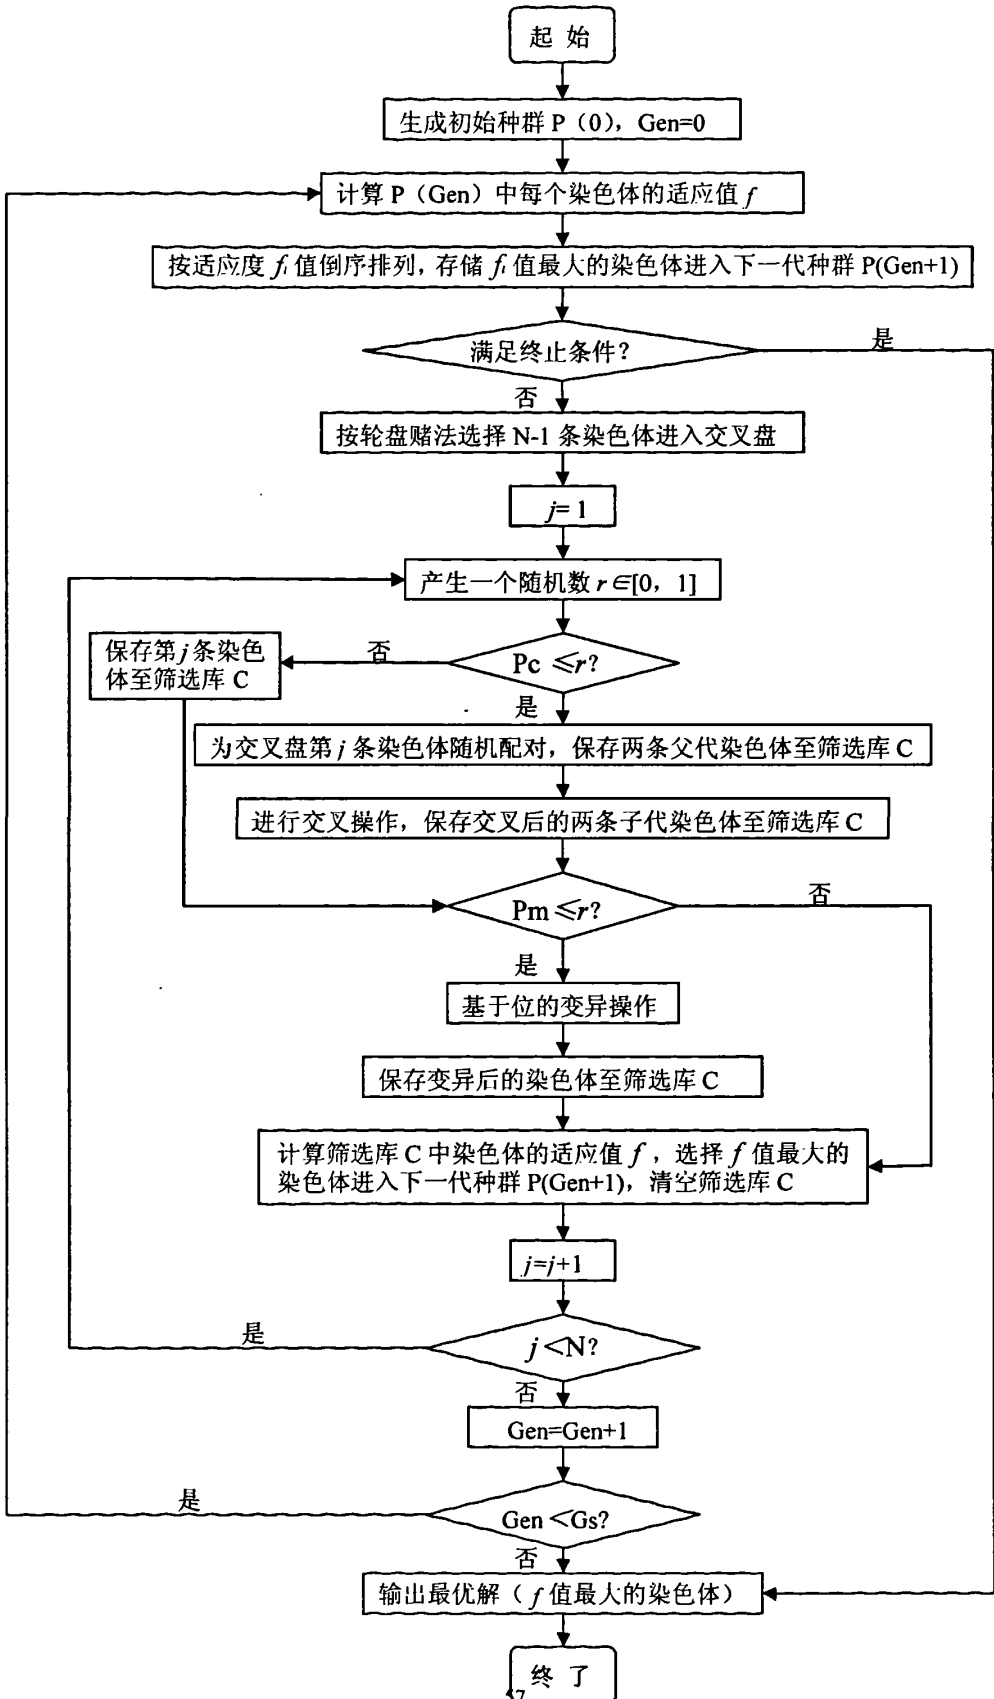 起 始
生成初始种群 P（0），Gen=0
计算 P（Gen）中每个染色体的适应值 f
按适应度 fᵢ 值倒序排列，存储 fᵢ 值最大的染色体进入下一代种群 P(Gen+1)
满足终止条件？
是
否
按轮盘赌法选择 N-1 条染色体进入交叉盘
j= 1
产生一个随机数 r∈[0，1]
保存第 j 条染色
体至筛选库 C
否
Pc ≤r?
是
为交叉盘第 j 条染色体随机配对，保存两条父代染色体至筛选库 C
进行交叉操作，保存交叉后的两条子代染色体至筛选库 C
Pm ≤r?
否
是
基于位的变异操作
保存变异后的染色体至筛选库 C
计算筛选库 C 中染色体的适应值 f，选择 f 值最大的
染色体进入下一代种群 P(Gen+1)，清空筛选库 C
j=j+1
是
j <N?
否
Gen=Gen+1
是
Gen <Gs?
否
输出最优解（f 值最大的染色体）
终 了
57